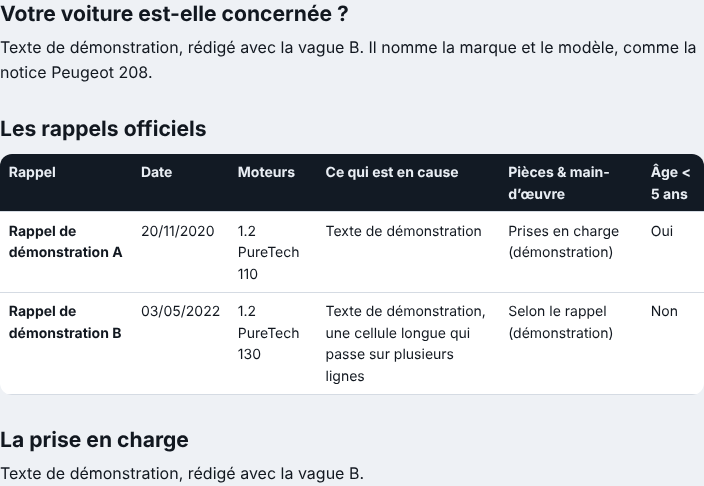 Votre voiture est-elle concernée ?
Texte de démonstration, rédigé avec la vague B. Il nomme la marque et le modèle, comme la
notice Peugeot 208.
Les rappels officiels
Rappel Date Moteurs Ce qui est en cause Pièces & main-d’œuvre Âge < 5 ans
Rappel de démonstration A 20/11/2020 1.2 PureTech 110 Texte de démonstration Prises en charge (démonstration) Oui
Rappel de démonstration B 03/05/2022 1.2 PureTech 130 Texte de démonstration, une cellule longue qui passe sur plusieurs lignes Selon le rappel (démonstration) Non
La prise en charge
Texte de démonstration, rédigé avec la vague B.